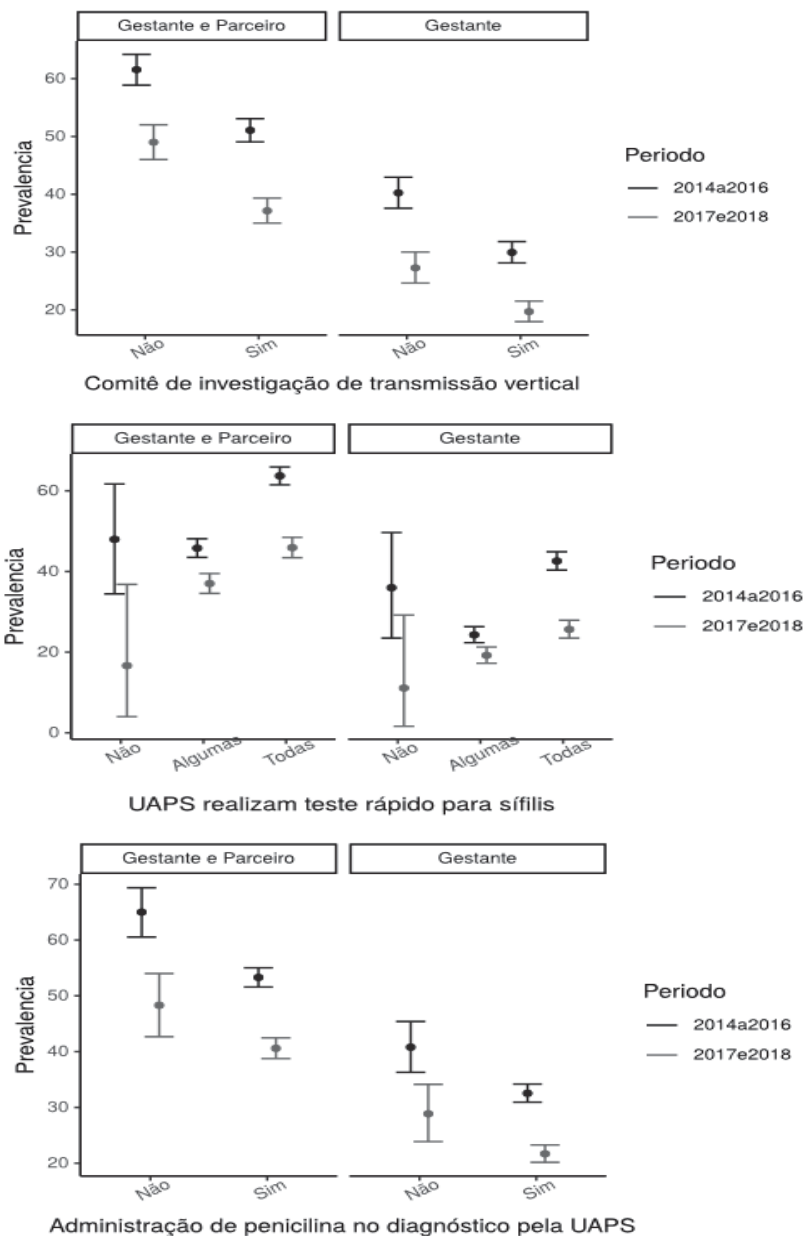 Gestante e Parceiro
Gestante
Prevalencia
60
50
40
30
20
Não
Sim
Não
Sim
Comitê de investigação de transmissão vertical
Periodo
2014a2016
2017e2018
Gestante e Parceiro
Gestante
Prevalencia
60
40
20
0
Não
Algumas
Todas
Não
Algumas
Todas
UAPS realizam teste rápido para sífilis
Periodo
2014a2016
2017e2018
Gestante e Parceiro
Gestante
Prevalencia
70
60
50
40
30
20
Não
Sim
Não
Sim
Administração de penicilina no diagnóstico pela UAPS
Periodo
2014a2016
2017e2018